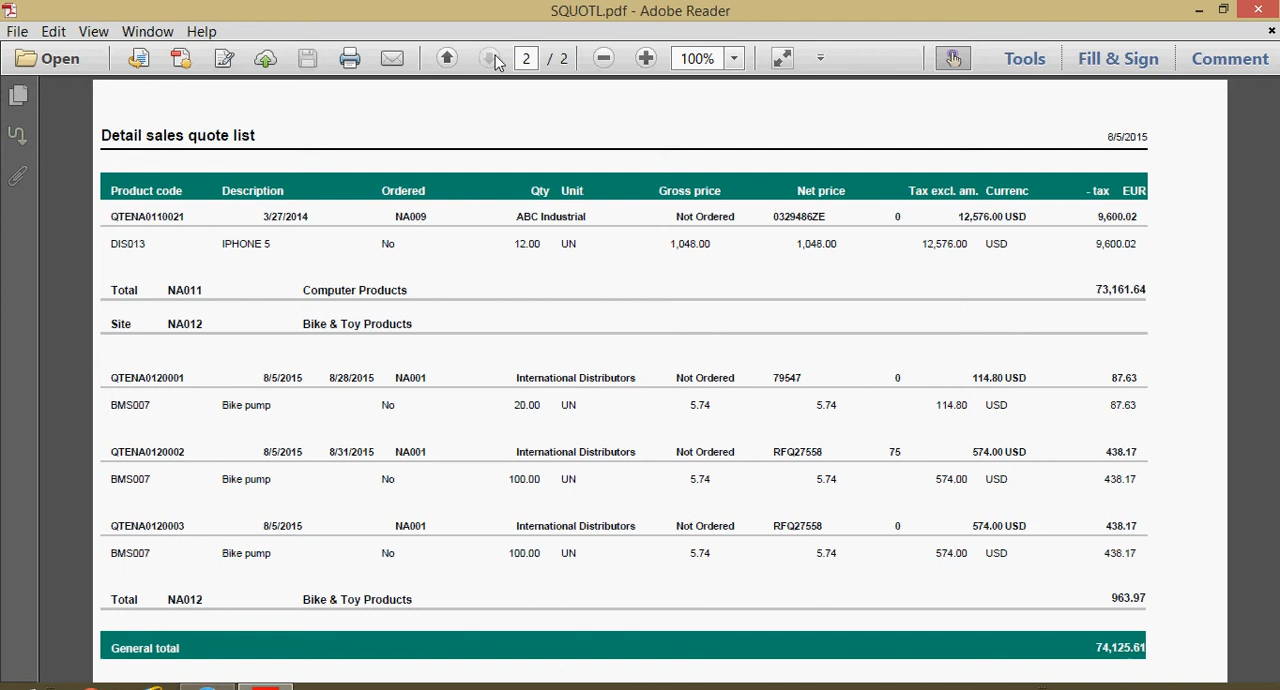 SQUOTL.pdf - Adobe Reader
File Edit View Window Help
Open 2 / 2 100% Tools Fill & Sign Comment
Detail sales quote list 8/5/2015
Product code Description Ordered Qty Unit Gross price Net price Tax excl. am. Currenc - tax EUR
QTENA0110021 3/27/2014 NA009 ABC Industrial Not Ordered 0329486ZE 0 12,576.00 USD 9,600.02
DIS013 IPHONE 5 No 12.00 UN 1,048.00 1,048.00 12,576.00 USD 9,600.02
Total NA011 Computer Products 73,161.64
Site NA012 Bike & Toy Products
QTENA0120001 8/5/2015 8/28/2015 NA001 International Distributors Not Ordered 79547 0 114.80 USD 87.63
BMS007 Bike pump No 20.00 UN 5.74 5.74 114.80 USD 87.63
QTENA0120002 8/5/2015 8/31/2015 NA001 International Distributors Not Ordered RFQ27558 75 574.00 USD 438.17
BMS007 Bike pump No 100.00 UN 5.74 5.74 574.00 USD 438.17
QTENA0120003 8/5/2015 NA001 International Distributors Not Ordered RFQ27558 0 574.00 USD 438.17
BMS007 Bike pump No 100.00 UN 5.74 5.74 574.00 USD 438.17
Total NA012 Bike & Toy Products 963.97
General total 74,125.61